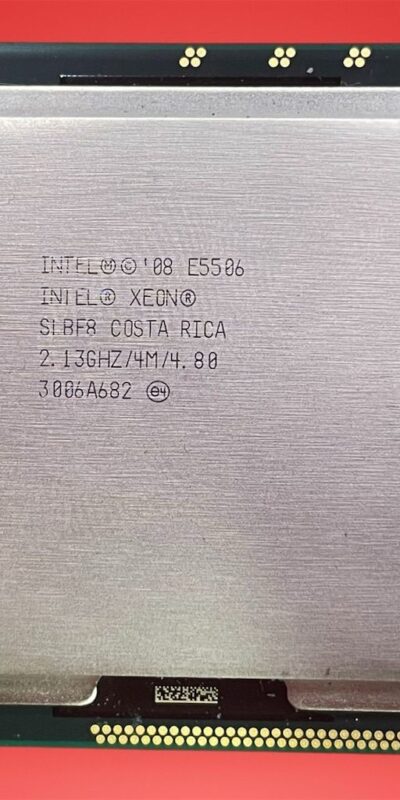 INTEL Ⓜ © '08 E5506
INTEL® XEON®
SLBF8 COSTA RICA
2.13GHZ/4M/4.80
3006A682 (e4)